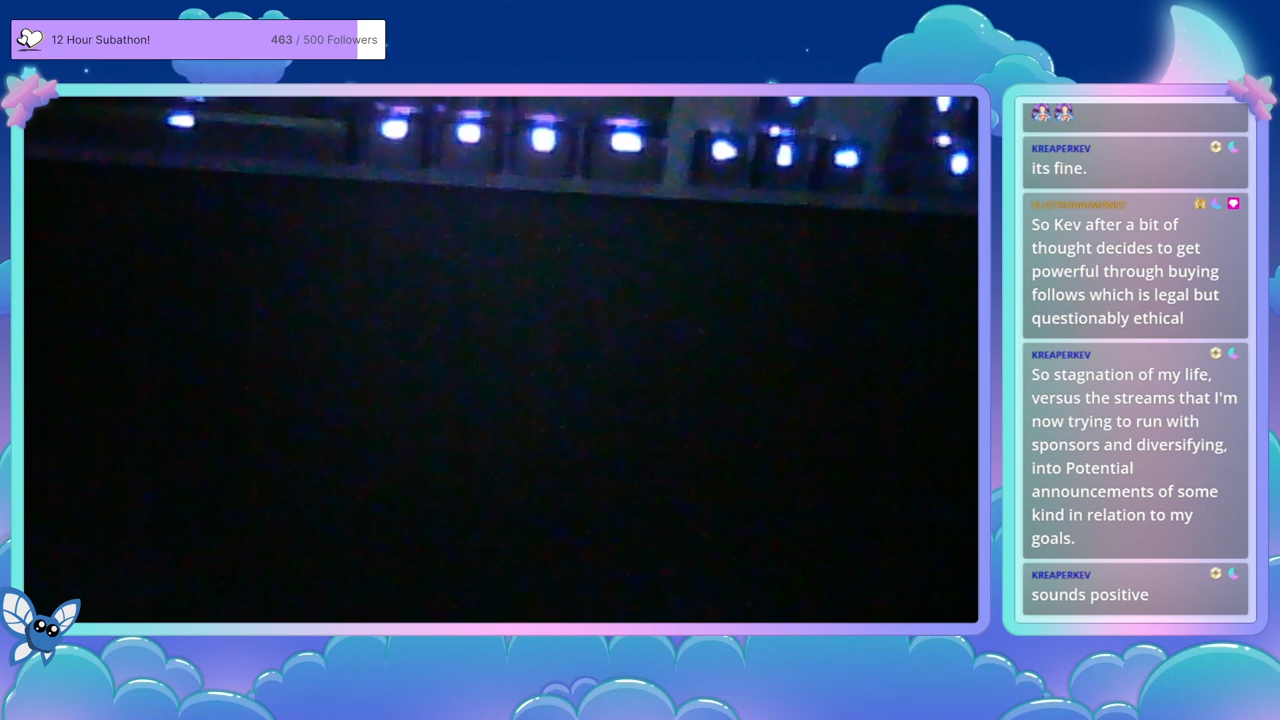 12 Hour Subathon!
463 / 500 Followers
KREAPERKEV
its fine.
So Kev after a bit of
thought decides to get
powerful through buying
follows which is legal but
questionably ethical
KREAPERKEV
So stagnation of my life,
versus the streams that I'm
now trying to run with
sponsors and diversifying,
into Potential
announcements of some
kind in relation to my
goals.
KREAPERKEV
sounds positive